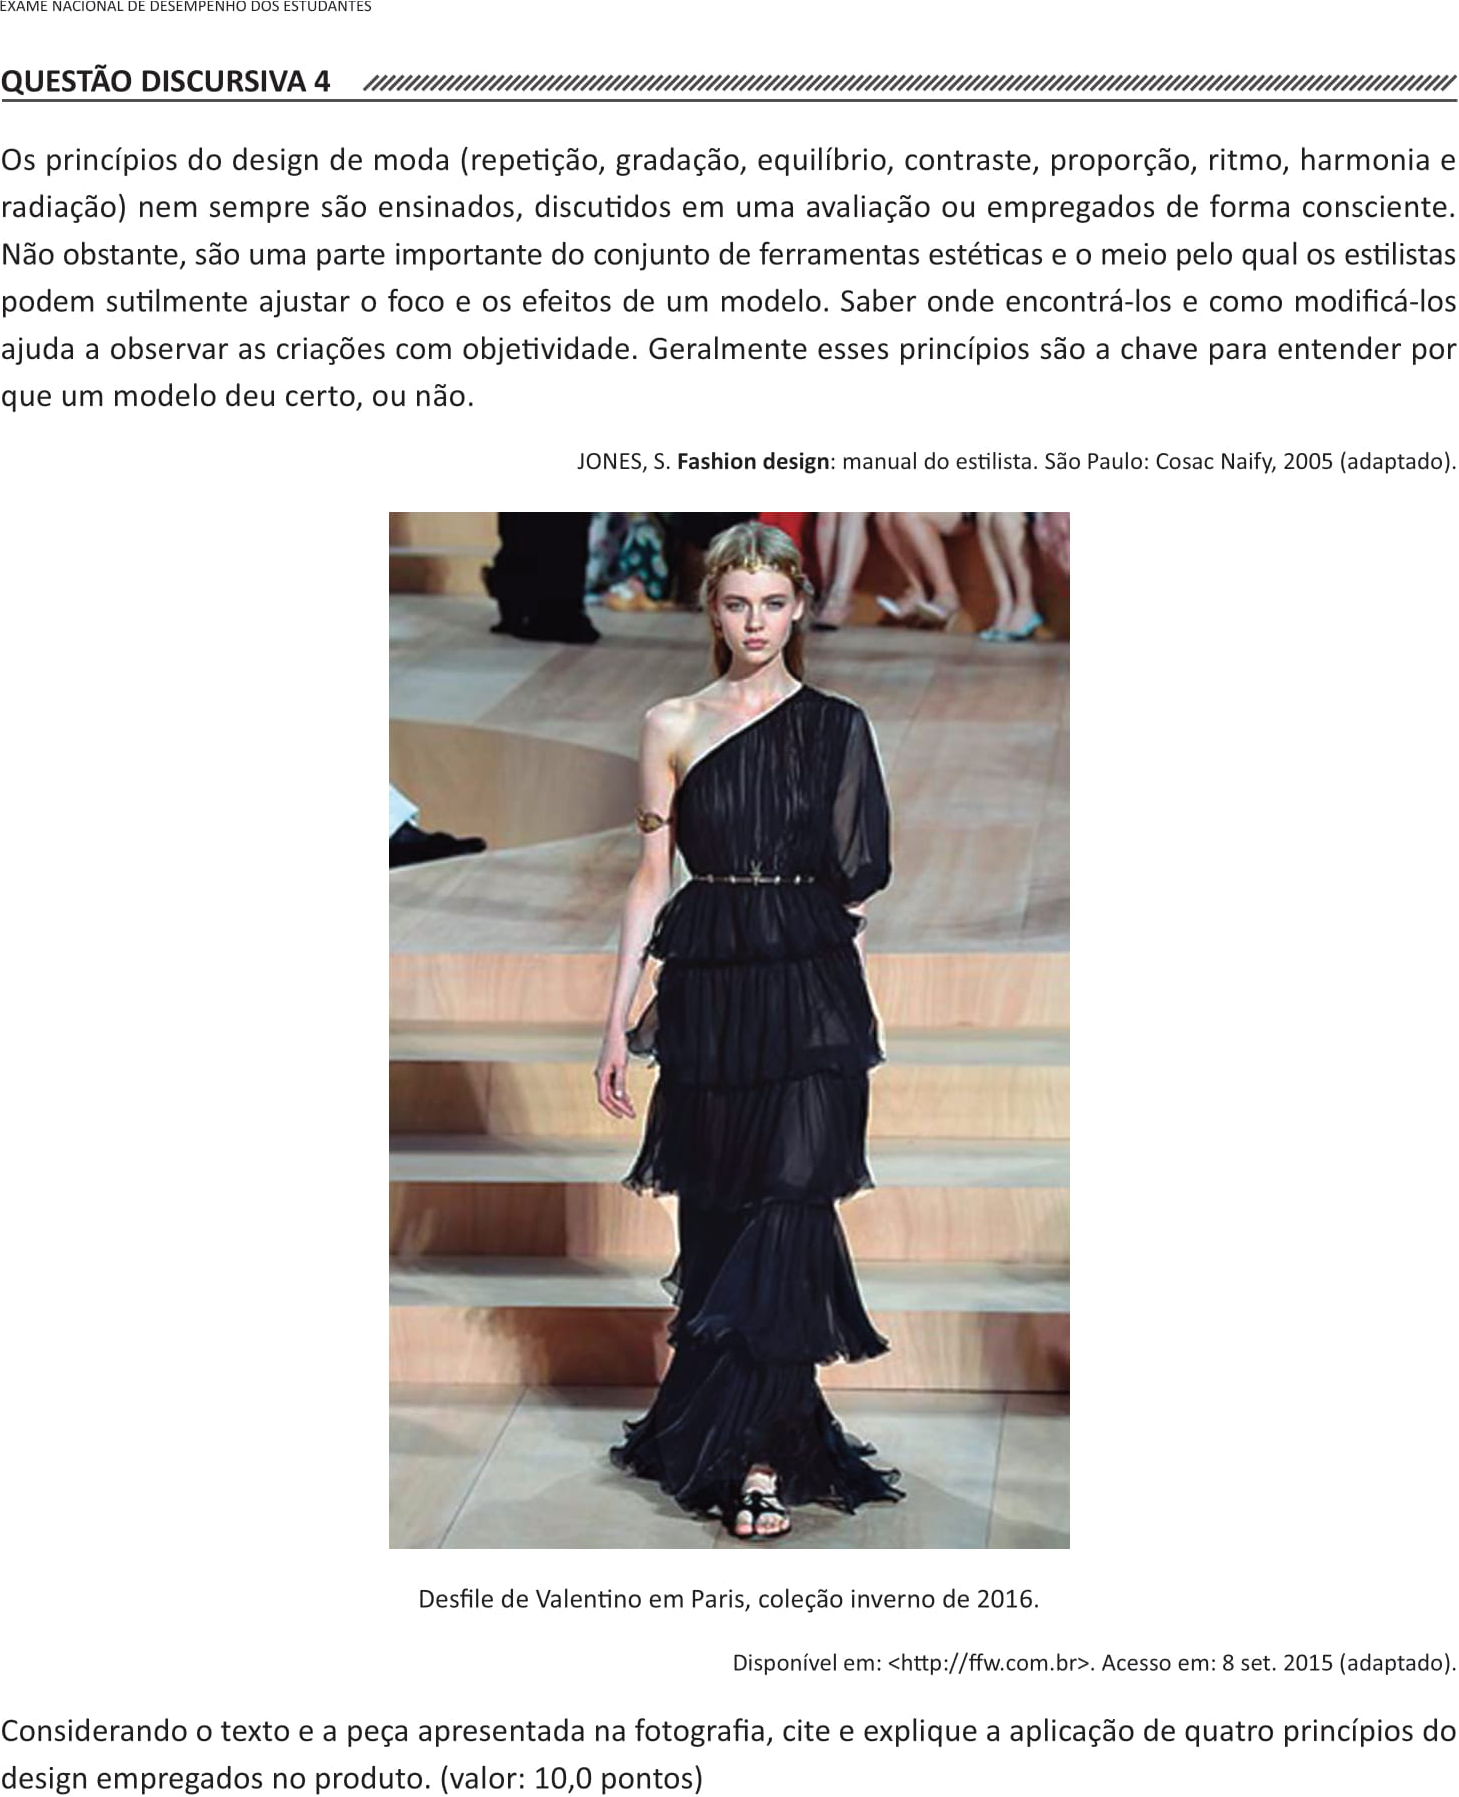 EXAME NACIONAL DE DESEMPENHO DOS ESTUDANTES
QUESTÃO DISCURSIVA 4
Os princípios do design de moda (repetição, gradação, equilíbrio, contraste, proporção, ritmo, harmonia e
radiação) nem sempre são ensinados, discutidos em uma avaliação ou empregados de forma consciente.
Não obstante, são uma parte importante do conjunto de ferramentas estéticas e o meio pelo qual os estilistas
podem sutilmente ajustar o foco e os efeitos de um modelo. Saber onde encontrá-los e como modificá-los
ajuda a observar as criações com objetividade. Geralmente esses princípios são a chave para entender por
que um modelo deu certo, ou não.
JONES, S. Fashion design: manual do estilista. São Paulo: Cosac Naify, 2005 (adaptado).
Desfile de Valentino em Paris, coleção inverno de 2016.
Disponível em: <http://ffw.com.br>. Acesso em: 8 set. 2015 (adaptado).
Considerando o texto e a peça apresentada na fotografia, cite e explique a aplicação de quatro princípios do
design empregados no produto. (valor: 10,0 pontos)